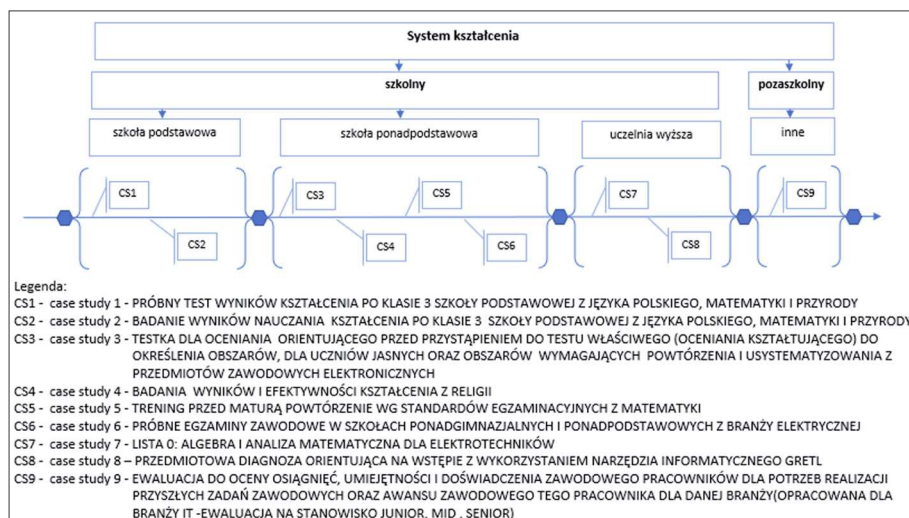 System kształcenia
szkolny
pozaszkolny
szkoła podstawowa
szkoła ponadpodstawowa
uczelnia wyższa
inne
CS1
CS3
CS5
CS7
CS9
CS2
CS4
CS6
CS8
Legenda:
CS1 - case study 1 - PRÓBNY TEST WYNIKÓW KSZTAŁCENIA PO KLASIE 3 SZKOŁY PODSTAWOWEJ Z JĘZYKA POLSKIEGO, MATEMATYKI I PRZYRODY
CS2 - case study 2 - BADANIE WYNIKÓW NAUCZANIA KSZTAŁCENIA PO KLASIE 3 SZKOŁY PODSTAWOWEJ Z JĘZYKA POLSKIEGO, MATEMATYKI I PRZYRODY
CS3 - case study 3 - TESTKA DLA OCENIANIA ORIENTUJĄCEGO PRZED PRZYSTĄPIENIEM DO TESTU WŁAŚCIWEGO (OCENIANIA KSZTAŁTUJĄCEGO) DO
OKREŚLENIA OBSZARÓW, DLA UCZNIÓW JASNYCH ORAZ OBSZARÓW WYMAGAJĄCYCH POWTÓRZENIA I USYSTEMATYZOWANIA Z
PRZEDMIOTÓW ZAWODOWYCH ELEKTRONICZNYCH
CS4 - case study 4 - BADANIA WYNIKÓW I EFEKTYWNOŚCI KSZTAŁCENIA Z RELIGII
CS5 - case study 5 - TRENING PRZED MATURĄ POWTÓRZENIE WG STANDARDÓW EGZAMINACYJNYCH Z MATEMATYKI
CS6 - case study 6 - PRÓBNE EGZAMINY ZAWODOWE W SZKOŁACH PONADGIMNAZJALNYCH I PONADPODSTAWOWYCH Z BRANŻY ELEKTRYCZNEJ
CS7 - case study 7 - LISTA 0: ALGEBRA I ANALIZA MATEMATYCZNA DLA ELEKTROTECHNIKÓW
CS8 - case study 8 – PRZEDMIOTOWA DIAGNOZA ORIENTUJĄCA NA WSTĘPIE Z WYKORZYSTANIEM NARZĘDZIA INFORMATYCZNEGO GRETL
CS9 - case study 9 - EWALUACJA DO OCENY OSIĄGNIĘĆ, UMIEJĘTNOŚCI I DOŚWIADCZENIA ZAWODOWEGO PRACOWNIKÓW DLA POTRZEB REALIZACJI
PRZYSZŁYCH ZADAŃ ZAWODOWYCH ORAZ AWANSU ZAWODOWEGO TEGO PRACOWNIKA DLA DANEJ BRANŻY(OPRACOWANA DLA
BRANŻY IT -EWALUACJA NA STANOWISKO JUNIOR, MID , SENIOR)